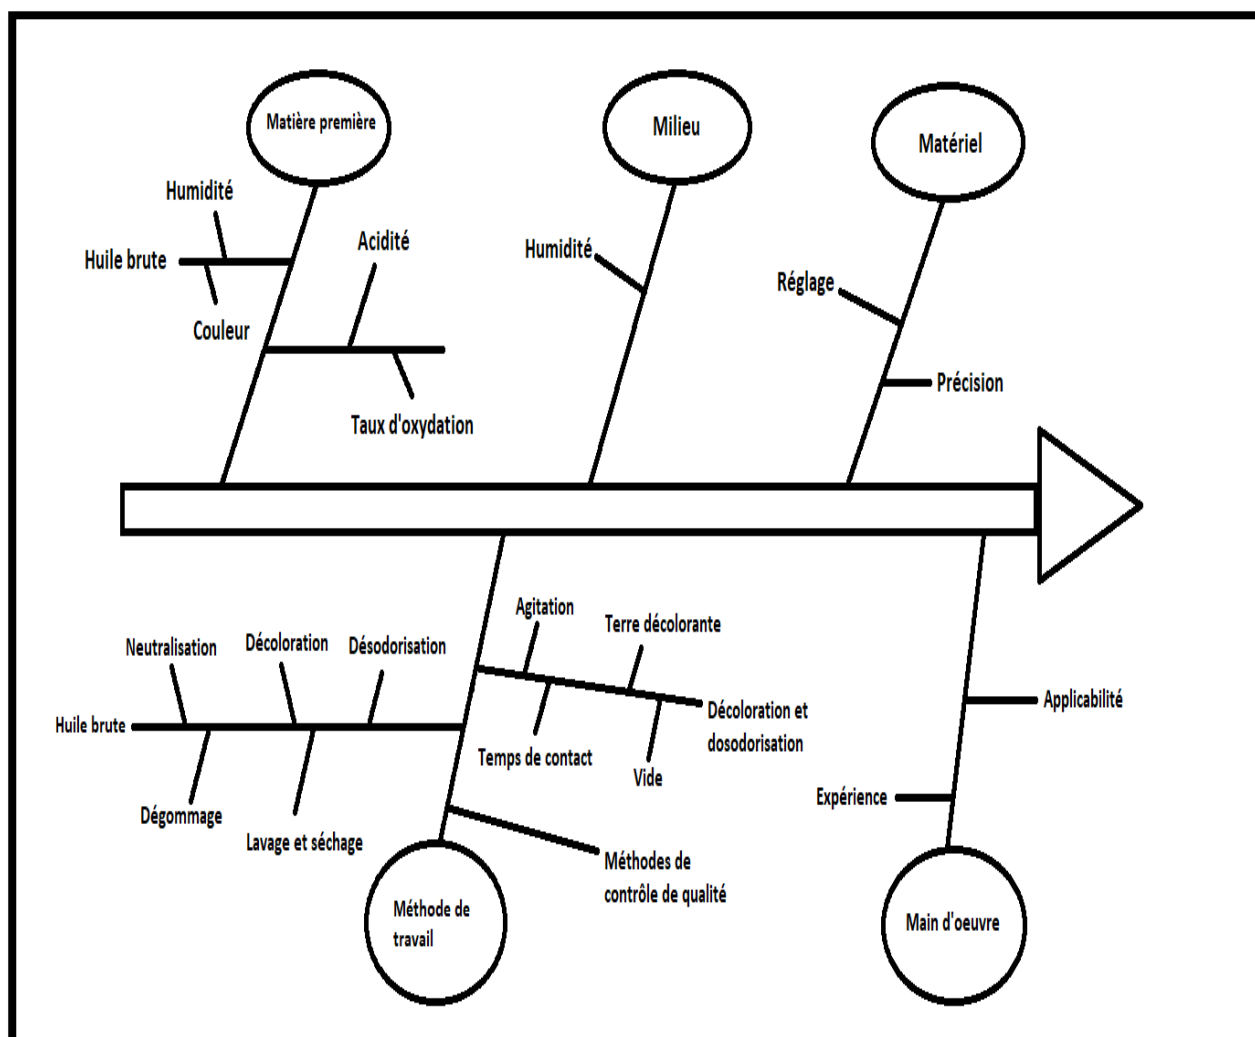 Matière première
Milieu
Matériel
Humidité
Acidité
Humidité
Huile brute
Réglage
Couleur
Précision
Taux d'oxydation
Agitation
Terre décolorante
Neutralisation
Décoloration
Désodorisation
Huile brute
Décoloration et
dosodorisation
Applicabilité
Temps de contact
Vide
Expérience
Dégommage
Lavage et séchage
Méthodes de
contrôle de qualité
Méthode de
travail
Main d'oeuvre